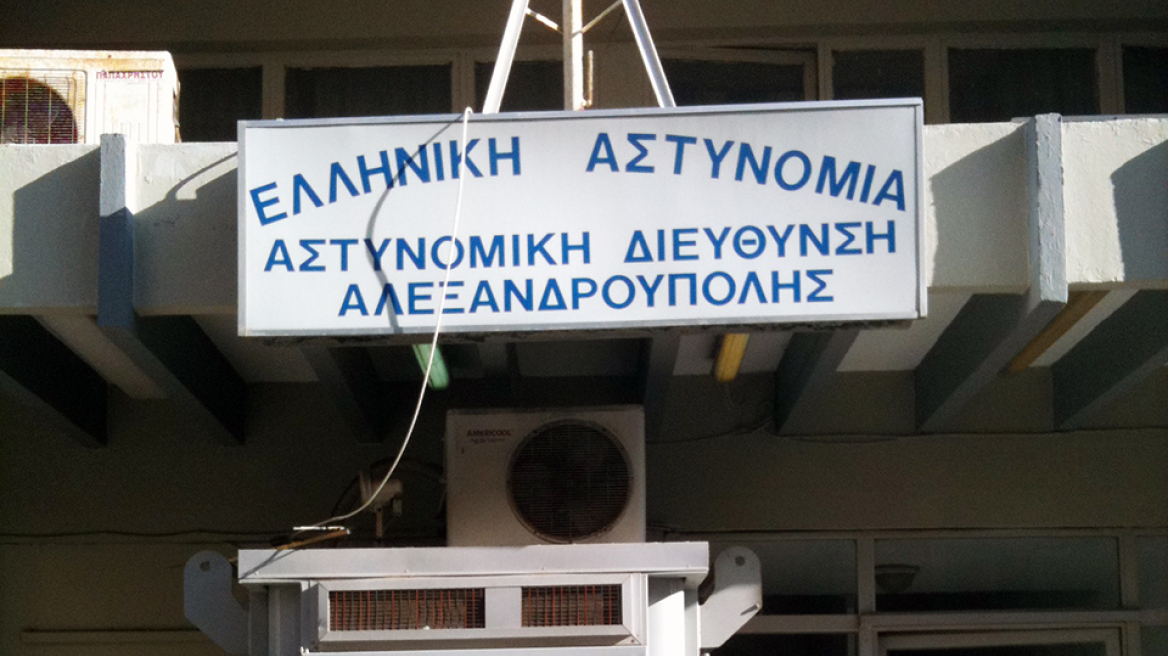 ΠΑΠΑΧΡΗΣΤΟΥ
ΕΛΛΗΝΙΚΗ ΑΣΤΥΝΟΜΙΑ
ΑΣΤΥΝΟΜΙΚΗ ΔΙΕΥΘΥΝΣΗ
ΑΛΕΞΑΝΔΡΟΥΠΟΛΗΣ